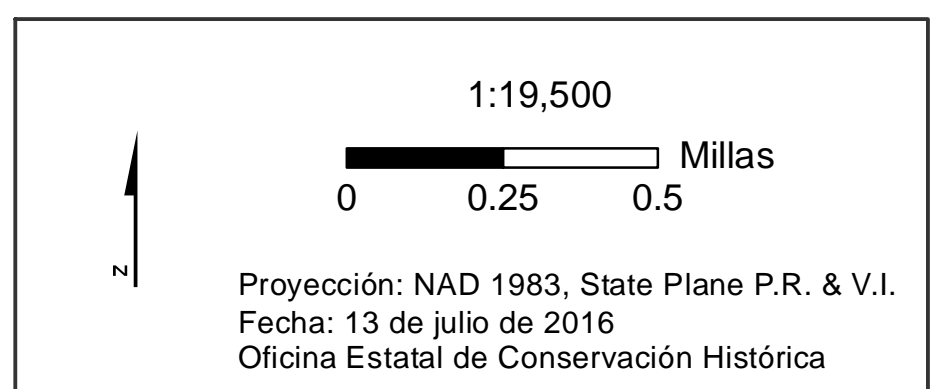 1:19,500
Millas
0 0.25 0.5
N
Proyección: NAD 1983, State Plane P.R. & V.I.
Fecha: 13 de julio de 2016
Oficina Estatal de Conservación Histórica